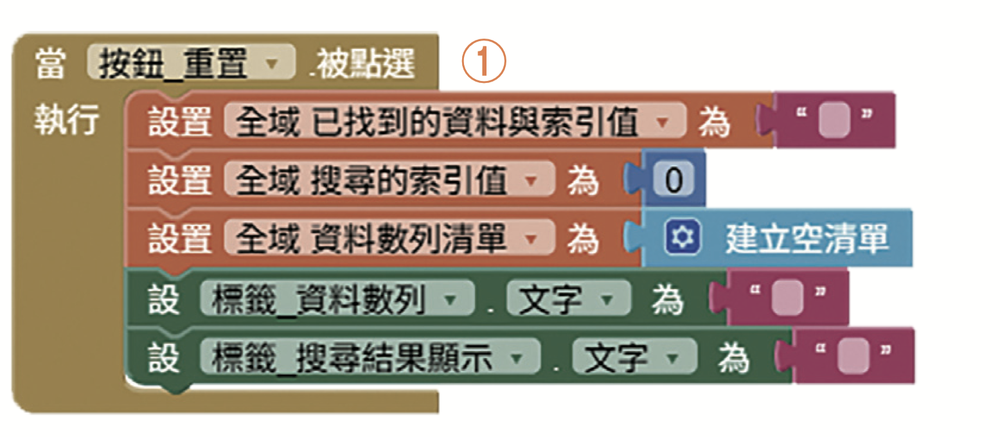 當 按鈕_重置 .被點選 ①
執行 設置 全域 已找到的資料與索引值 為 “ ”
設置 全域 搜尋的索引值 為 0
設置 全域 資料數列清單 為 建立空清單
設 標籤_資料數列 . 文字 為 “ ”
設 標籤_搜尋結果顯示 . 文字 為 “ ”